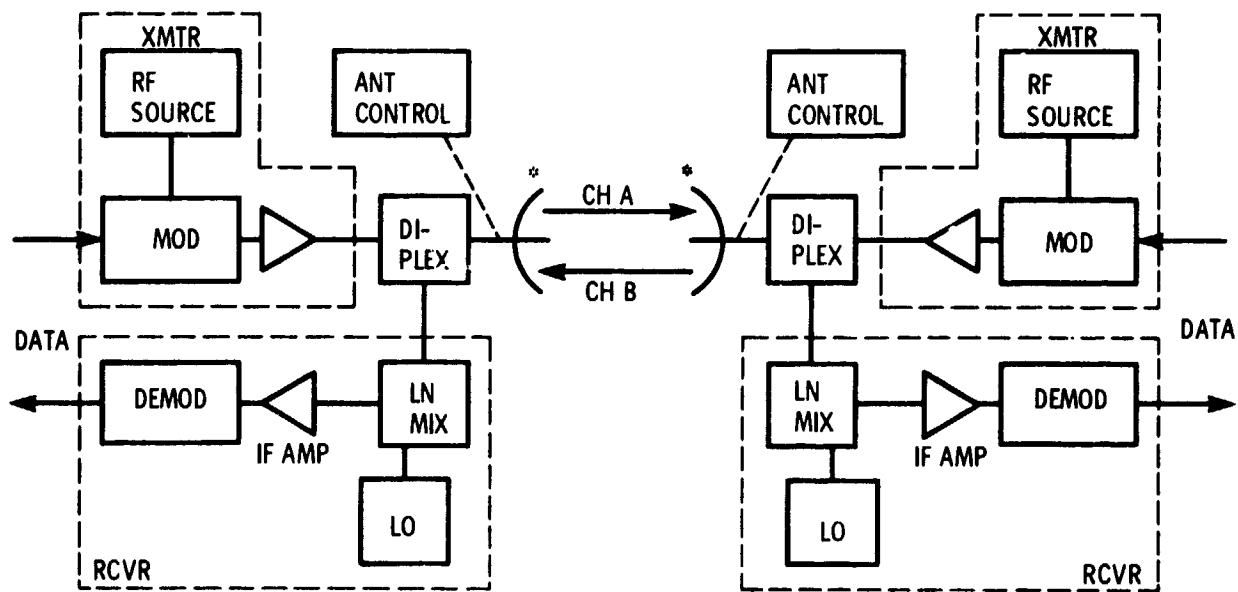 XMTR
RF
SOURCE
ANT
CONTROL
ANT
CONTROL
XMTR
RF
SOURCE
*
*
MOD
DI-
PLEX
CH A
CH B
DI-
PLEX
MOD
DATA
DEMOD
IF AMP
LN
MIX
LO
RCVR
DATA
LN
MIX
IF AMP
DEMOD
LO
RCVR